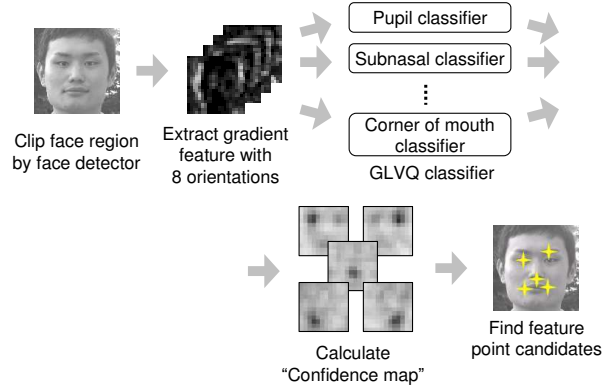 Pupil classifier
Subnasal classifier
Corner of mouth
classifier
GLVQ classifier
Clip face region
by face detector
Extract gradient
feature with
8 orientations
Calculate
“Confidence map”
Find feature
point candidates